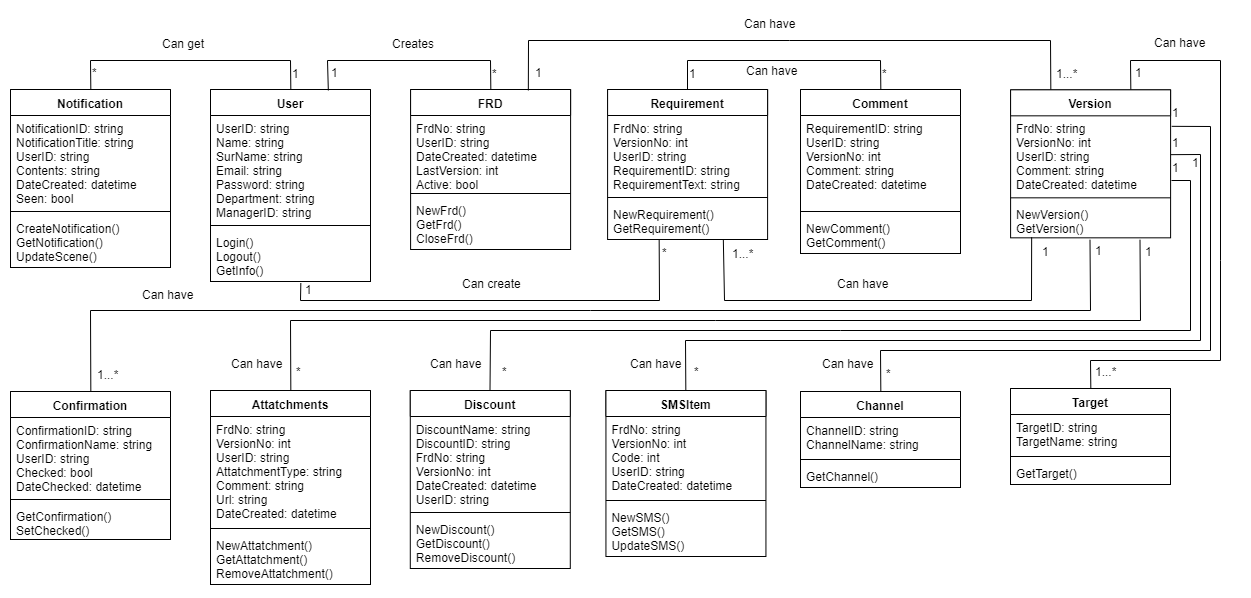 Can have
Can get
Creates
Can have
Can have
*
1
1
*
1
1
*
1...*
1
Notification
NotificationID: string
NotificationTitle: string
UserID: string
Contents: string
DateCreated: datetime
Seen: bool
CreateNotification()
GetNotification()
UpdateScene()
User
UserID: string
Name: string
SurName: string
Email: string
Password: string
Department: string
ManagerID: string
Login()
Logout()
GetInfo()
FRD
FrdNo: string
UserID: string
DateCreated: datetime
LastVersion: int
Active: bool
NewFrd()
GetFrd()
CloseFrd()
Requirement
FrdNo: string
VersionNo: int
UserID: string
RequirementID: string
RequirementText: string
NewRequirement()
GetRequirement()
Comment
RequirementID: string
UserID: string
VersionNo: int
Comment: string
DateCreated: datetime
NewComment()
GetComment()
Version
FrdNo: string
VersionNo: int
UserID: string
Comment: string
DateCreated: datetime
NewVersion()
GetVersion()
1
1
1
1
*
1...*
1
1
1
1
Can create
Can have
Can have
1...*
Can have
*
Can have
*
Can have
*
Can have
*
1...*
Confirmation
ConfirmationID: string
ConfirmationName: string
UserID: string
Checked: bool
DateChecked: datetime
GetConfirmation()
SetChecked()
Attatchments
FrdNo: string
VersionNo: int
UserID: string
AttatchmentType: string
Comment: string
Url: string
DateCreated: datetime
NewAttatchment()
GetAttatchment()
RemoveAttatchment()
Discount
DiscountName: string
DiscountID: string
FrdNo: string
VersionNo: int
DateCreated: datetime
UserID: string
NewDiscount()
GetDiscount()
RemoveDiscount()
SMSItem
FrdNo: string
VersionNo: int
Code: int
UserID: string
DateCreated: datetime
NewSMS()
GetSMS()
UpdateSMS()
Channel
ChannelID: string
ChannelName: string
GetChannel()
Target
TargetID: string
TargetName: string
GetTarget()